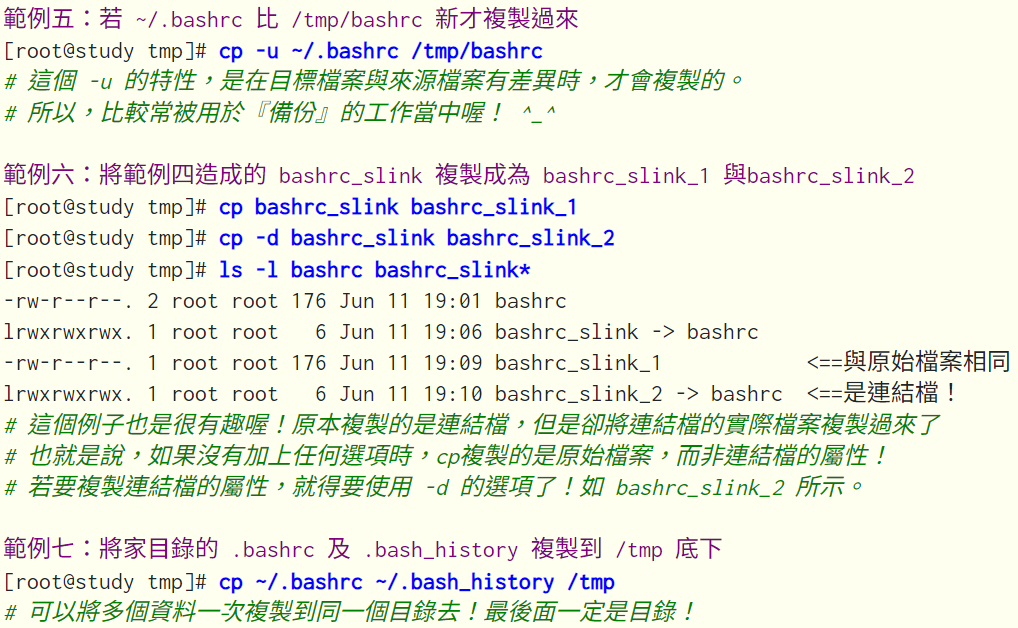 範例五：若 ~/.bashrc 比 /tmp/bashrc 新才複製過來
[root@study tmp]# cp -u ~/.bashrc /tmp/bashrc
# 這個 -u 的特性，是在目標檔案與來源檔案有差異時，才會複製的。
# 所以，比較常被用於『備份』的工作當中喔！ ^_^
範例六：將範例四造成的 bashrc_slink 複製成為 bashrc_slink_1 與bashrc_slink_2
[root@study tmp]# cp bashrc_slink bashrc_slink_1
[root@study tmp]# cp -d bashrc_slink bashrc_slink_2
[root@study tmp]# ls -l bashrc bashrc_slink*
-rw-r--r--. 2 root root 176 Jun 11 19:01 bashrc
lrwxrwxrwx. 1 root root   6 Jun 11 19:06 bashrc_slink -> bashrc
-rw-r--r--. 1 root root 176 Jun 11 19:09 bashrc_slink_1            <==與原始檔案相同
lrwxrwxrwx. 1 root root   6 Jun 11 19:10 bashrc_slink_2 -> bashrc  <==是連結檔！
# 這個例子也是很有趣喔！原本複製的是連結檔，但是卻將連結檔的實際檔案複製過來了
# 也就是說，如果沒有加上任何選項時，cp複製的是原始檔案，而非連結檔的屬性！
# 若要複製連結檔的屬性，就得要使用 -d 的選項了！如 bashrc_slink_2 所示。
範例七：將家目錄的 .bashrc 及 .bash_history 複製到 /tmp 底下
[root@study tmp]# cp ~/.bashrc ~/.bash_history /tmp
# 可以將多個資料一次複製到同一個目錄去！最後面一定是目錄！